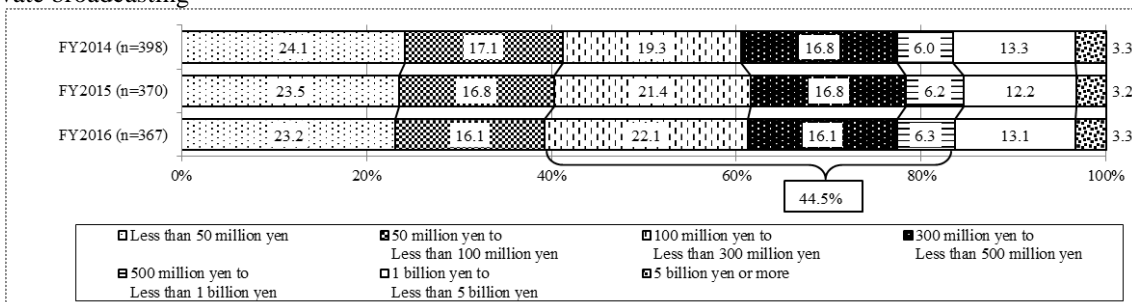 vate broadcasting
FY2014 (n=398) 24.1 17.1 19.3 16.8 6.0 13.3 3.3
FY2015 (n=370) 23.5 16.8 21.4 16.8 6.2 12.2 3.2
FY2016 (n=367) 23.2 16.1 22.1 16.1 6.3 13.1 3.3
0% 20% 40% 60% 80% 100%
44.5%
Less than 50 million yen
50 million yen to
Less than 100 million yen
100 million yen to
Less than 300 million yen
300 million yen to
Less than 500 million yen
500 million yen to
Less than 1 billion yen
1 billion yen to
Less than 5 billion yen
5 billion yen or more